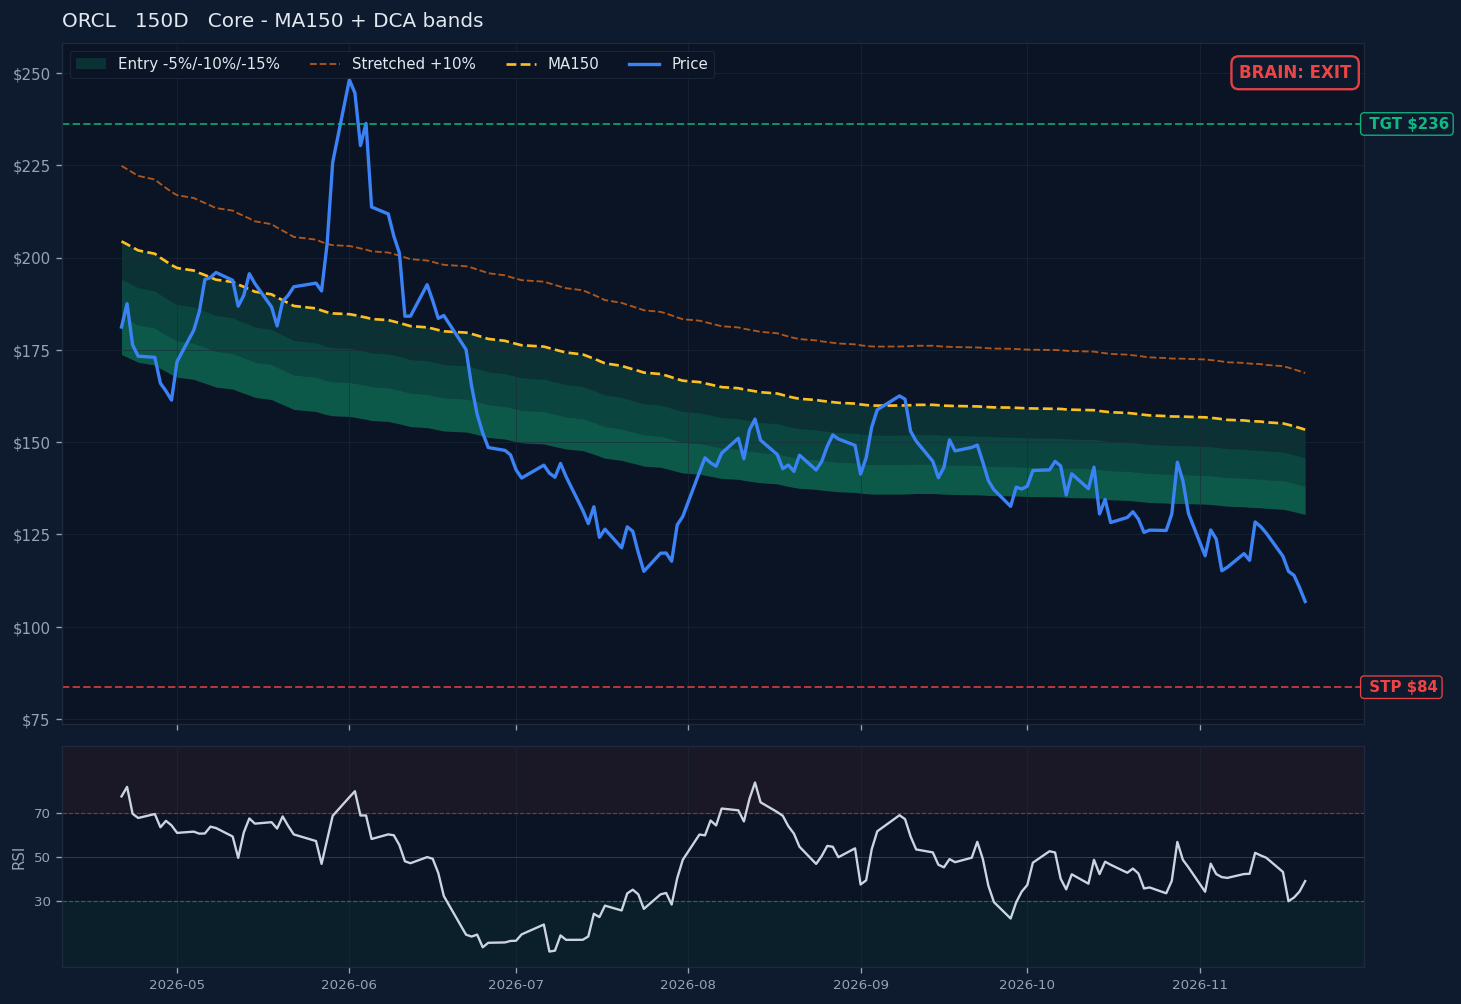 ORCL 150D Core - MA150 + DCA bands
Entry -5%/-10%/-15% Stretched +10% MA150 Price
BRAIN: EXIT
$250
TGT $236
$225
$200
$175
$150
$125
$100
STP $84
$75
70
50
30
RSI
2026-05 2026-06 2026-07 2026-08 2026-09 2026-10 2026-11